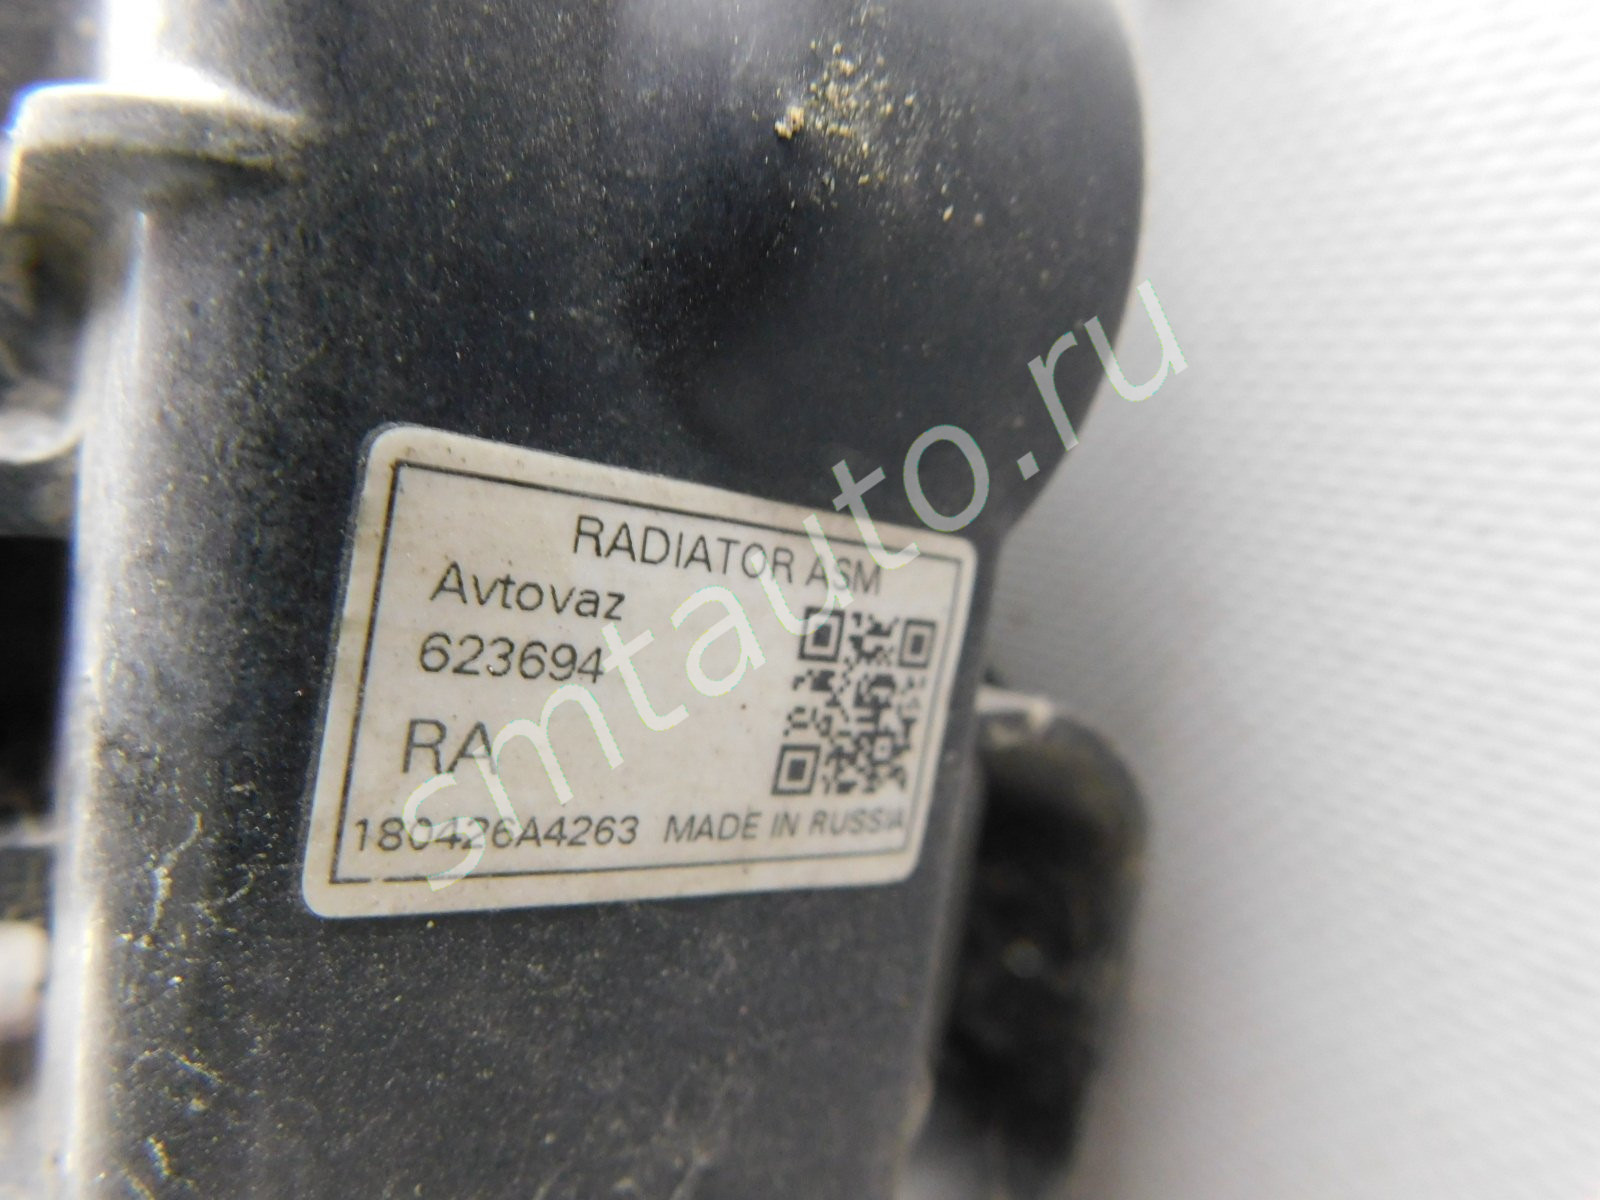 RADIATOR ASM
Avtovaz
623694
RA
180426A4263 MADE IN RUSSIA
smtauto.ru